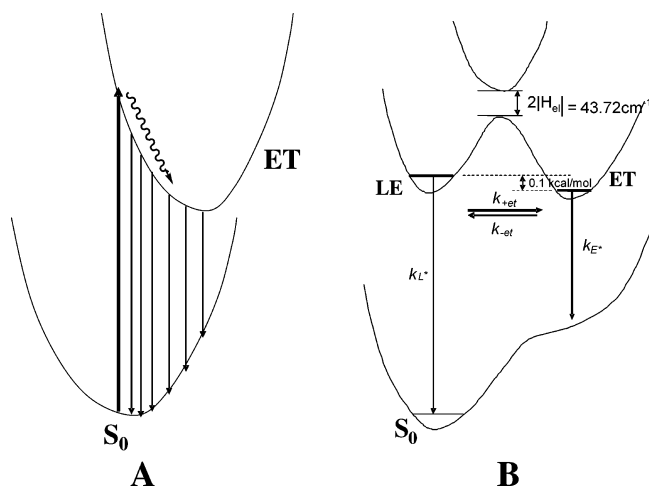 ET
S0
A
2|Hel| = 43.72cm-1
LE
0.1 kcal/mol
ET
k+et
k-et
kL*
kE*
S0
B